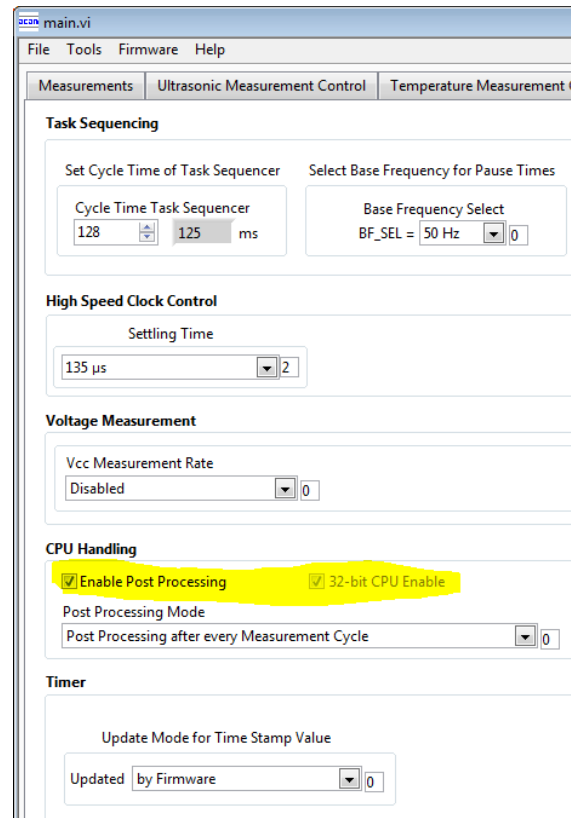 acan main.vi
File Tools Firmware Help
Measurements Ultrasonic Measurement Control Temperature Measurement
Task Sequencing
Set Cycle Time of Task Sequencer Select Base Frequency for Pause Times
Cycle Time Task Sequencer Base Frequency Select
128 125 ms BF_SEL = 50 Hz 0
High Speed Clock Control
Settling Time
135 µs 2
Voltage Measurement
Vcc Measurement Rate
Disabled 0
CPU Handling
Enable Post Processing 32-bit CPU Enable
Post Processing Mode
Post Processing after every Measurement Cycle 0
Timer
Update Mode for Time Stamp Value
Updated by Firmware 0